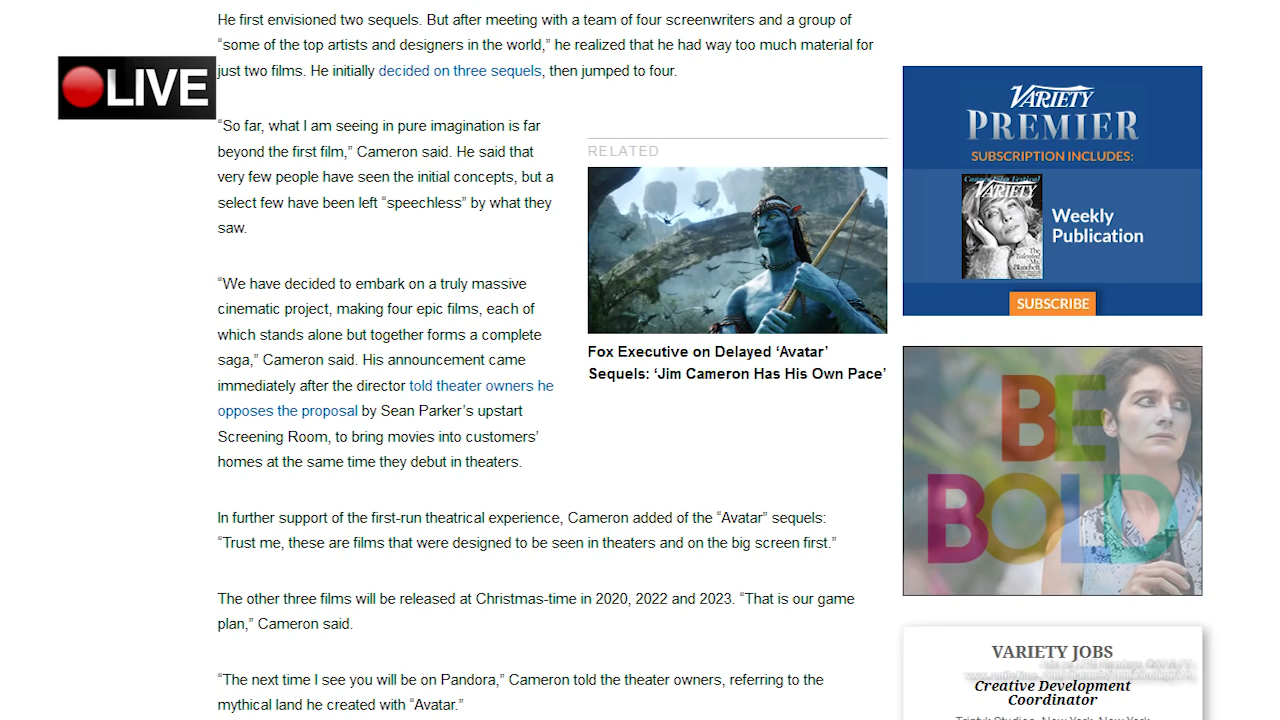 He first envisioned two sequels. But after meeting with a team of four screenwriters and a group of
“some of the top artists and designers in the world,” he realized that he had way too much material for
just two films. He initially decided on three sequels, then jumped to four.
LIVE
“So far, what I am seeing in pure imagination is far
beyond the first film,” Cameron said. He said that
very few people have seen the initial concepts, but a
select few have been left “speechless” by what they
saw.
“We have decided to embark on a truly massive
cinematic project, making four epic films, each of
which stands alone but together forms a complete
saga,” Cameron said. His announcement came
immediately after the director told theater owners he
opposes the proposal by Sean Parker’s upstart
Screening Room, to bring movies into customers’
homes at the same time they debut in theaters.
RELATED
Fox Executive on Delayed ‘Avatar’
Sequels: ‘Jim Cameron Has His Own Pace’
In further support of the first-run theatrical experience, Cameron added of the “Avatar” sequels:
“Trust me, these are films that were designed to be seen in theaters and on the big screen first.”
The other three films will be released at Christmas-time in 2020, 2022 and 2023. “That is our game
plan,” Cameron said.
“The next time I see you will be on Pandora,” Cameron told the theater owners, referring to the
mythical land he created with “Avatar.”
VARIETY
PREMIER
SUBSCRIPTION INCLUDES:
VARIETY
Weekly
Publication
SUBSCRIBE
BE
BOLD
VARIETY JOBS
Creative Development
Coordinator